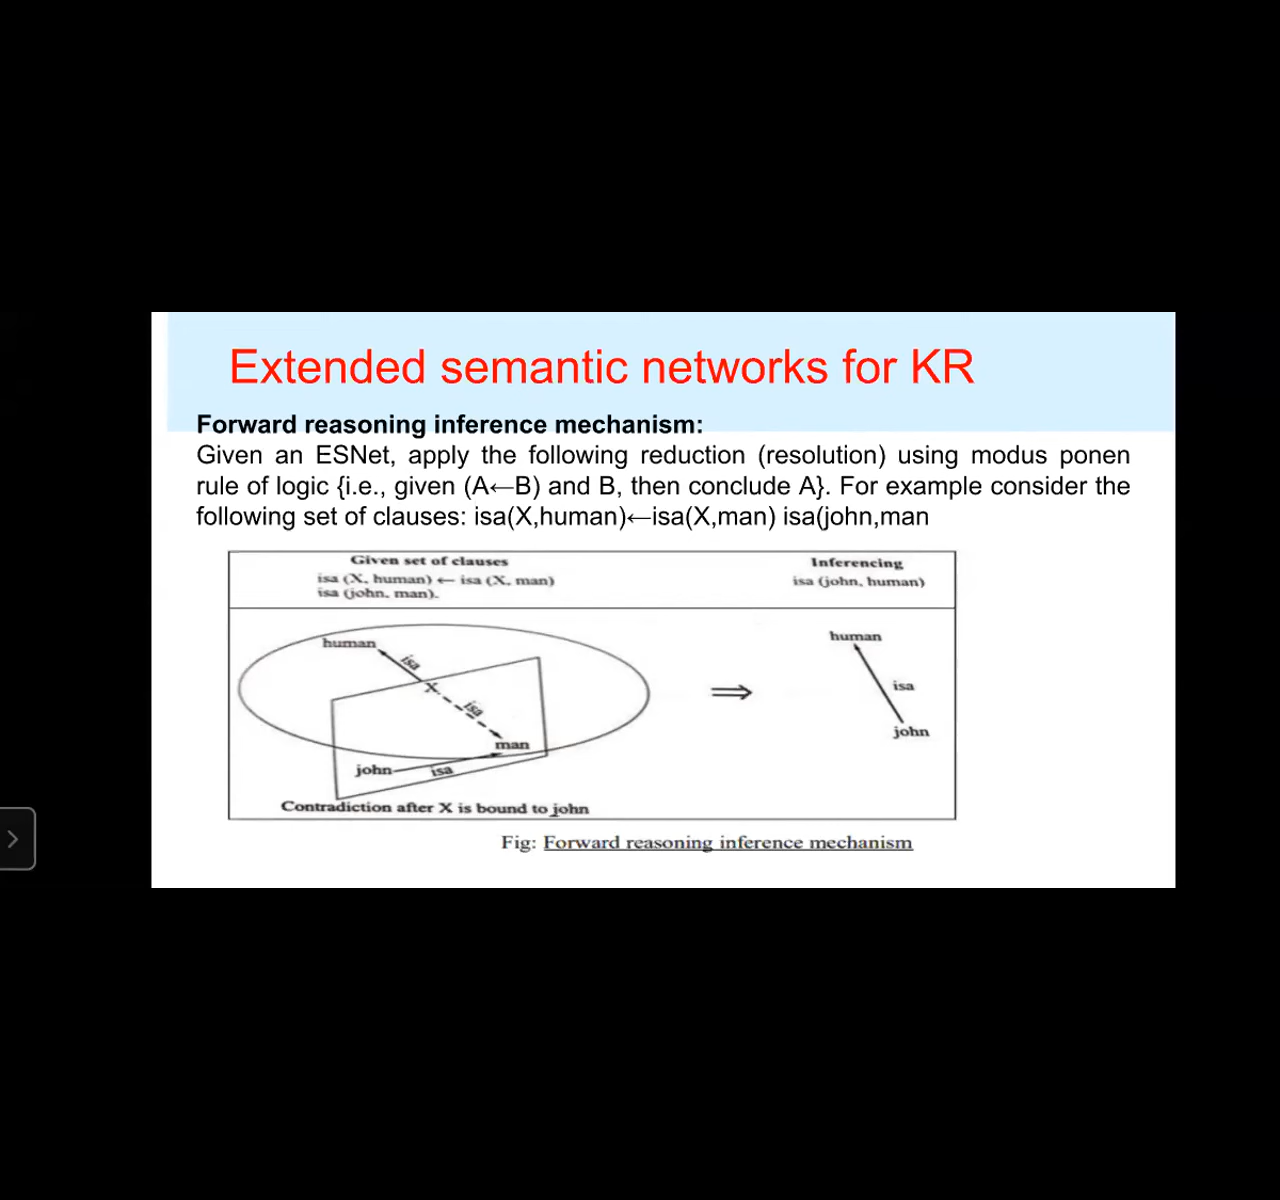 Extended semantic networks for KR
Forward reasoning inference mechanism:
Given an ESNet, apply the following reduction (resolution) using modus ponen
rule of logic {i.e., given (A←B) and B, then conclude A}. For example consider the
following set of clauses: isa(X,human)←isa(X,man) isa(john,man
Given set of clauses
isa (X, human) ← isa (X, man)
isa (john, man).
Inferencing
isa (john, human)
human
isa
X
isa
man
john
isa
Contradiction after X is bound to john
⇒
human
isa
john
Fig: Forward reasoning inference mechanism